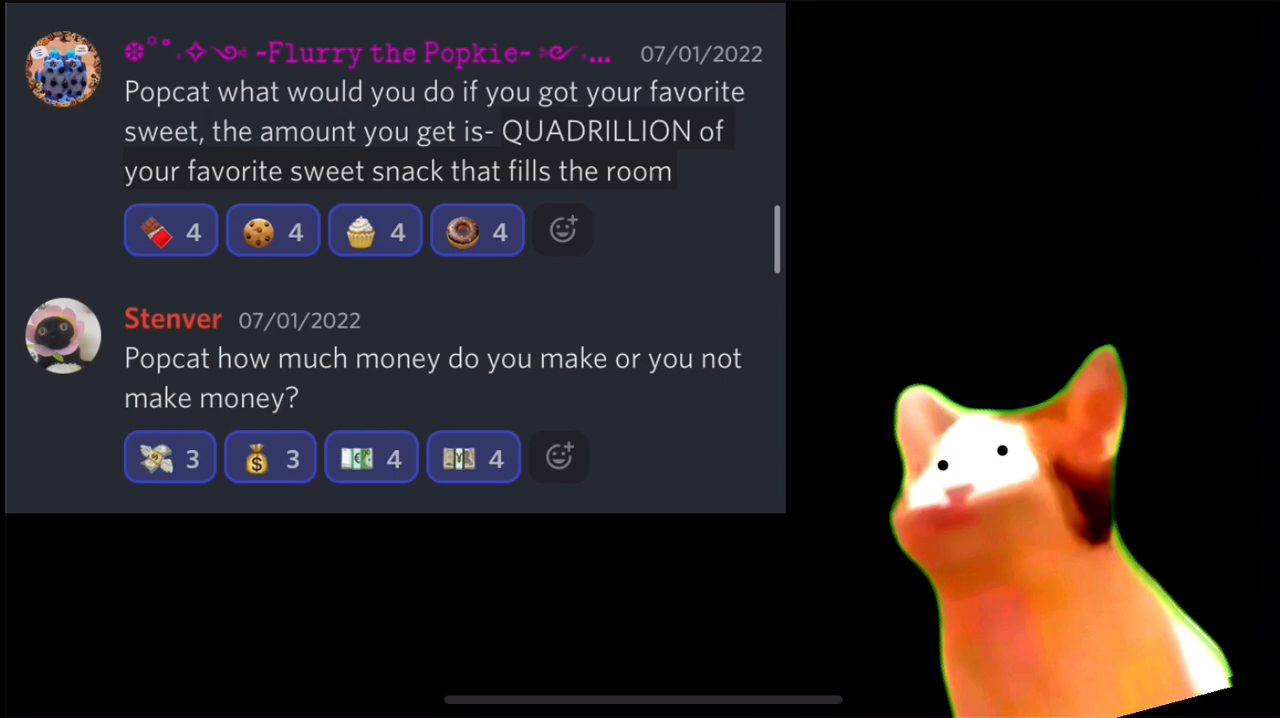 ❄°˚.✧༺ ~Flurry the Popkie~ ༻.…  07/01/2022
Popcat what would you do if you got your favorite
sweet, the amount you get is- QUADRILLION of
your favorite sweet snack that fills the room
4 4 4 4
Stenver 07/01/2022
Popcat how much money do you make or you not
make money?
3 3 4 4